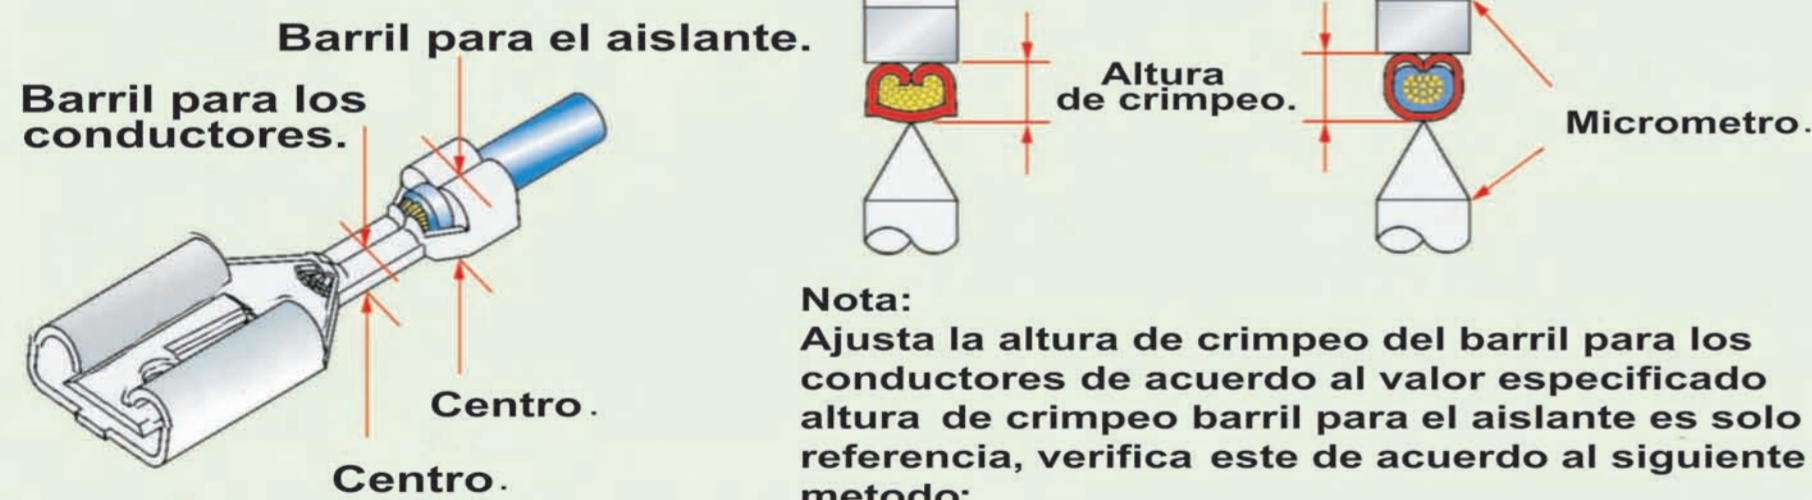 Barril para el aislante.
Barril para los
conductores.
Centro.
Centro.
Altura
de crimpeo.
Micrometro.
Nota:
Ajusta la altura de crimpeo del barril para los
conductores de acuerdo al valor especificado
altura de crimpeo barril para el aislante es solo
referencia, verifica este de acuerdo al siguiente
metodo: